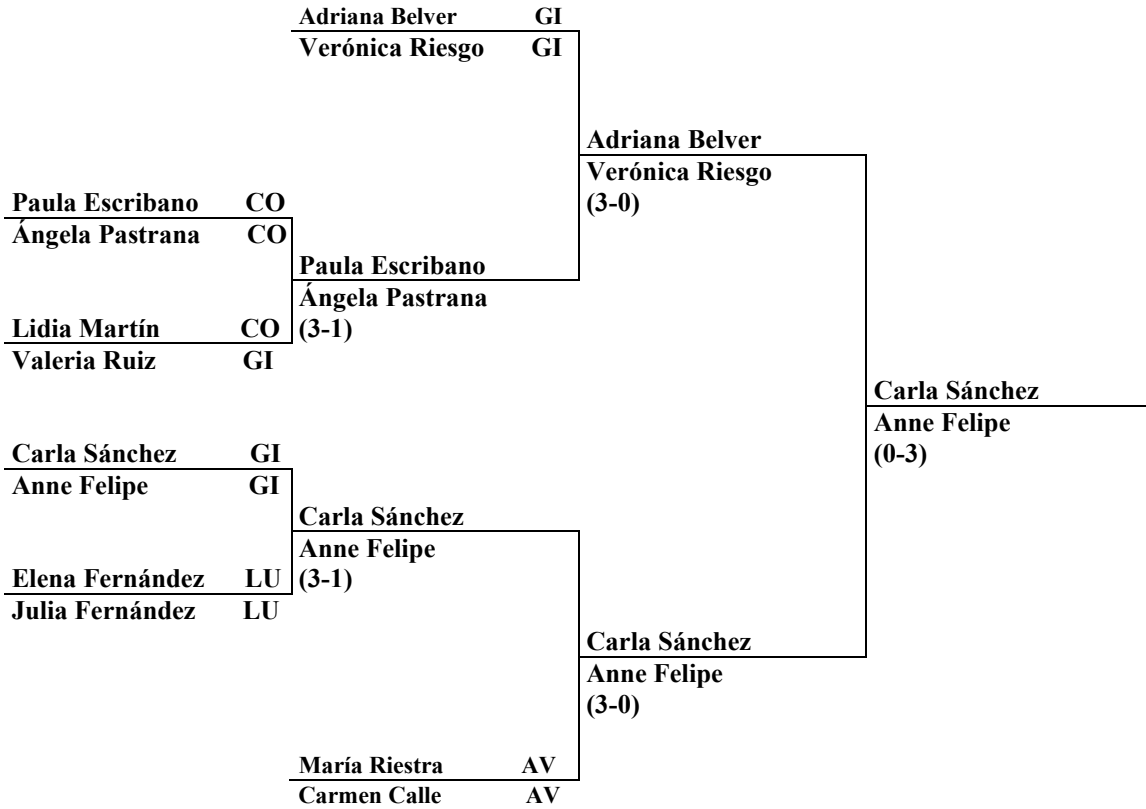 Adriana Belver GI
Verónica Riesgo GI
Adriana Belver
Verónica Riesgo
(3-0)
Paula Escribano CO
Ángela Pastrana CO
Paula Escribano
Ángela Pastrana
(3-1)
Lidia Martín CO
Valeria Ruiz GI
Carla Sánchez
Anne Felipe
(0-3)
Carla Sánchez GI
Anne Felipe GI
Carla Sánchez
Anne Felipe
(3-1)
Elena Fernández LU
Julia Fernández LU
Carla Sánchez
Anne Felipe
(3-0)
María Riestra AV
Carmen Calle AV